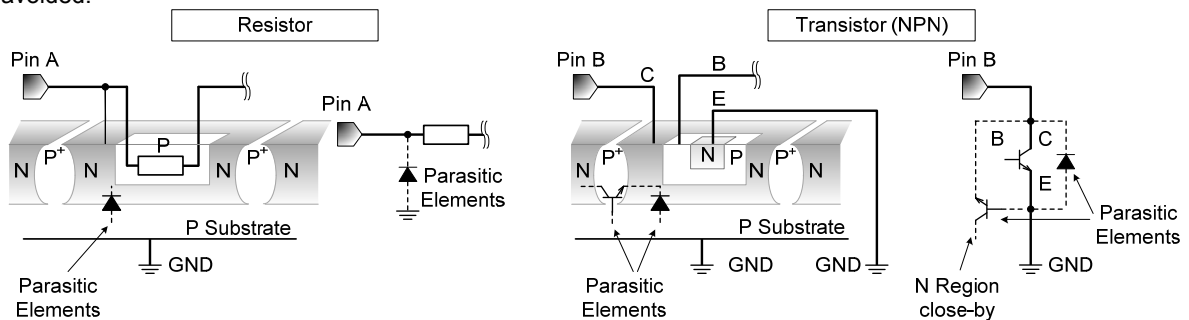 avoided.
Resistor
Transistor (NPN)
Pin A
Pin A
N
P+
N
P
N
P+
N
Parasitic
Elements
P Substrate
GND
Parasitic
Elements
Pin B
C
B
E
N
P+
N
N
P
N
P+
N
P Substrate
GND
GND
Parasitic
Elements
Pin B
B
C
E
Parasitic
Elements
GND
N Region
close-by